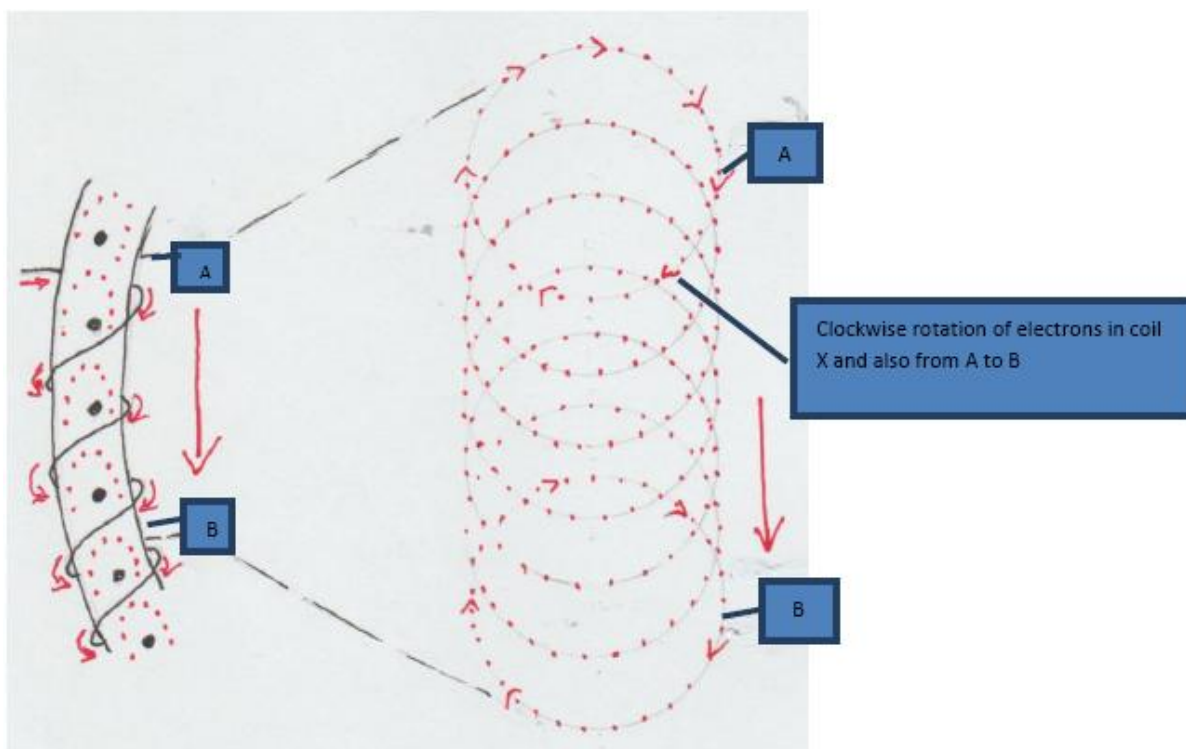 A
A
Clockwise rotation of electrons in coil
X and also from A to B
B
B